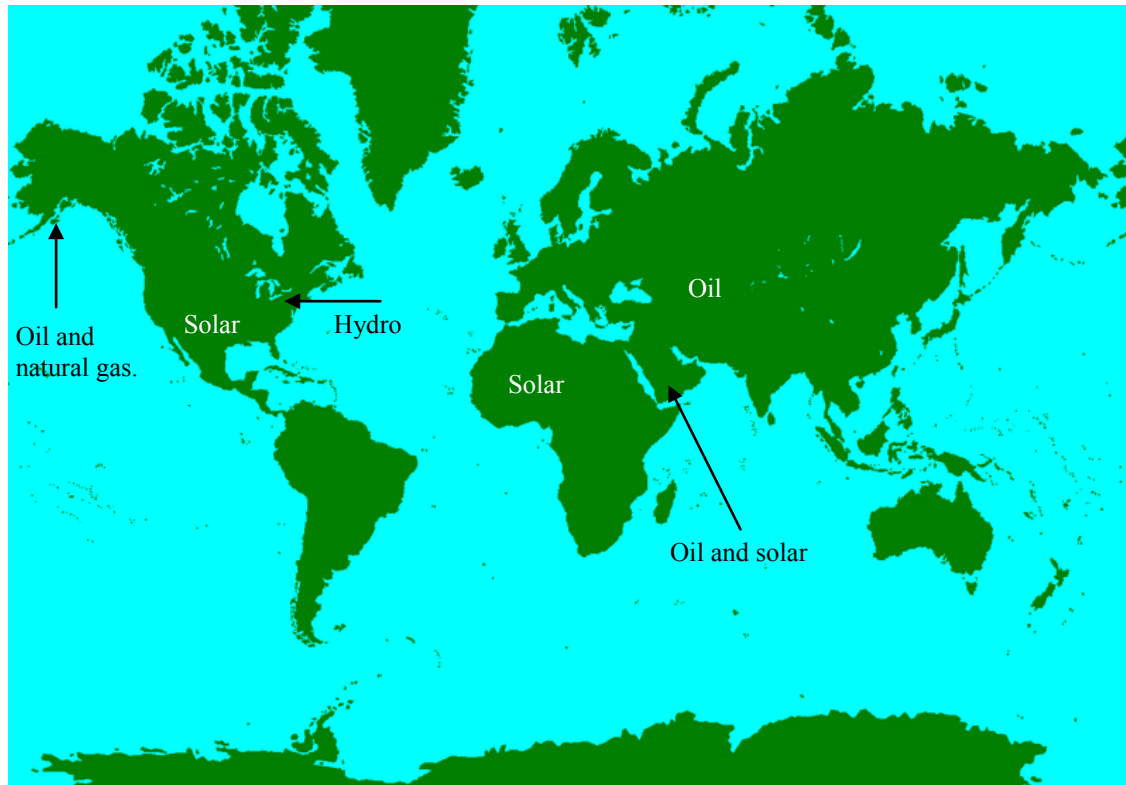 Oil
Solar
Hydro
Oil and
natural gas.
Solar
Oil and solar